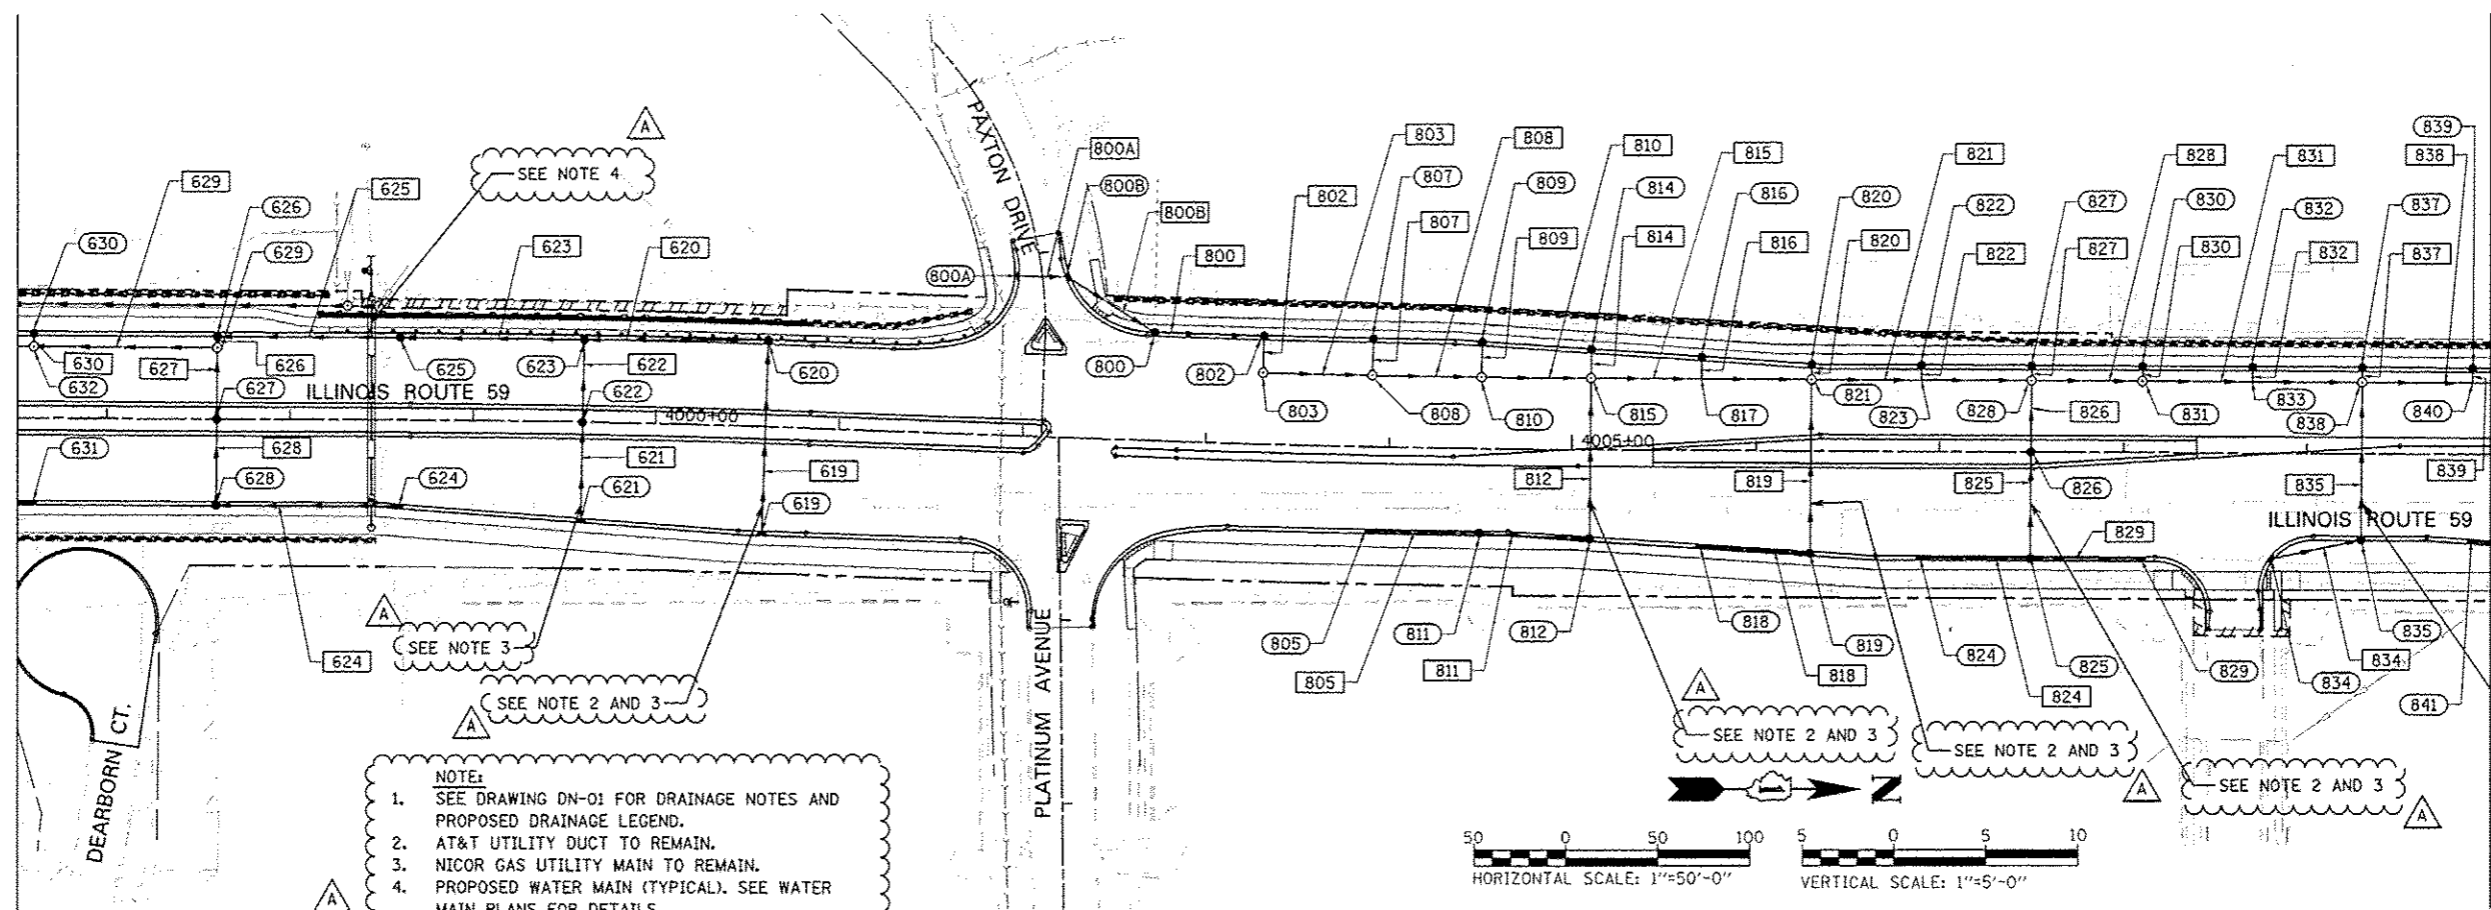 A
SEE NOTE 4
629
625
626
629
630
623
620
PAXTON DRIVE
800A
800B
800B
800A
800
800
803
808
810
815
821
828
831
839
838
802
807
809
814
816
820
822
827
830
832
837
807
809
814
816
820
822
827
830
832
837
630
632
627
626
625
623
622
620
ILLINOIS ROUTE 59
627
622
4000+00
802
803
808
810
815
817
821
823
828
826
831
833
838
840
4005+00
631
628
628
624
621
621
619
619
812
819
825
826
835
839
829
ILLINOIS ROUTE 59
A
SEE NOTE 3
624
SEE NOTE 2 AND 3
A
805
805
811
811
812
818
818
819
824
824
825
829
834
834
835
841
A
SEE NOTE 2 AND 3
SEE NOTE 2 AND 3
A
SEE NOTE 2 AND 3
A
DEARBORN CT.
PLATINUM AVENUE
NOTE:
1. SEE DRAWING DN-01 FOR DRAINAGE NOTES AND
PROPOSED DRAINAGE LEGEND.
2. AT&T UTILITY DUCT TO REMAIN.
3. NICOR GAS UTILITY MAIN TO REMAIN.
4. PROPOSED WATER MAIN (TYPICAL). SEE WATER
MAIN PLANS FOR DETAILS
A
N
50 0 50 100
HORIZONTAL SCALE: 1"=50'-0"
5 0 5 10
VERTICAL SCALE: 1"=5'-0"